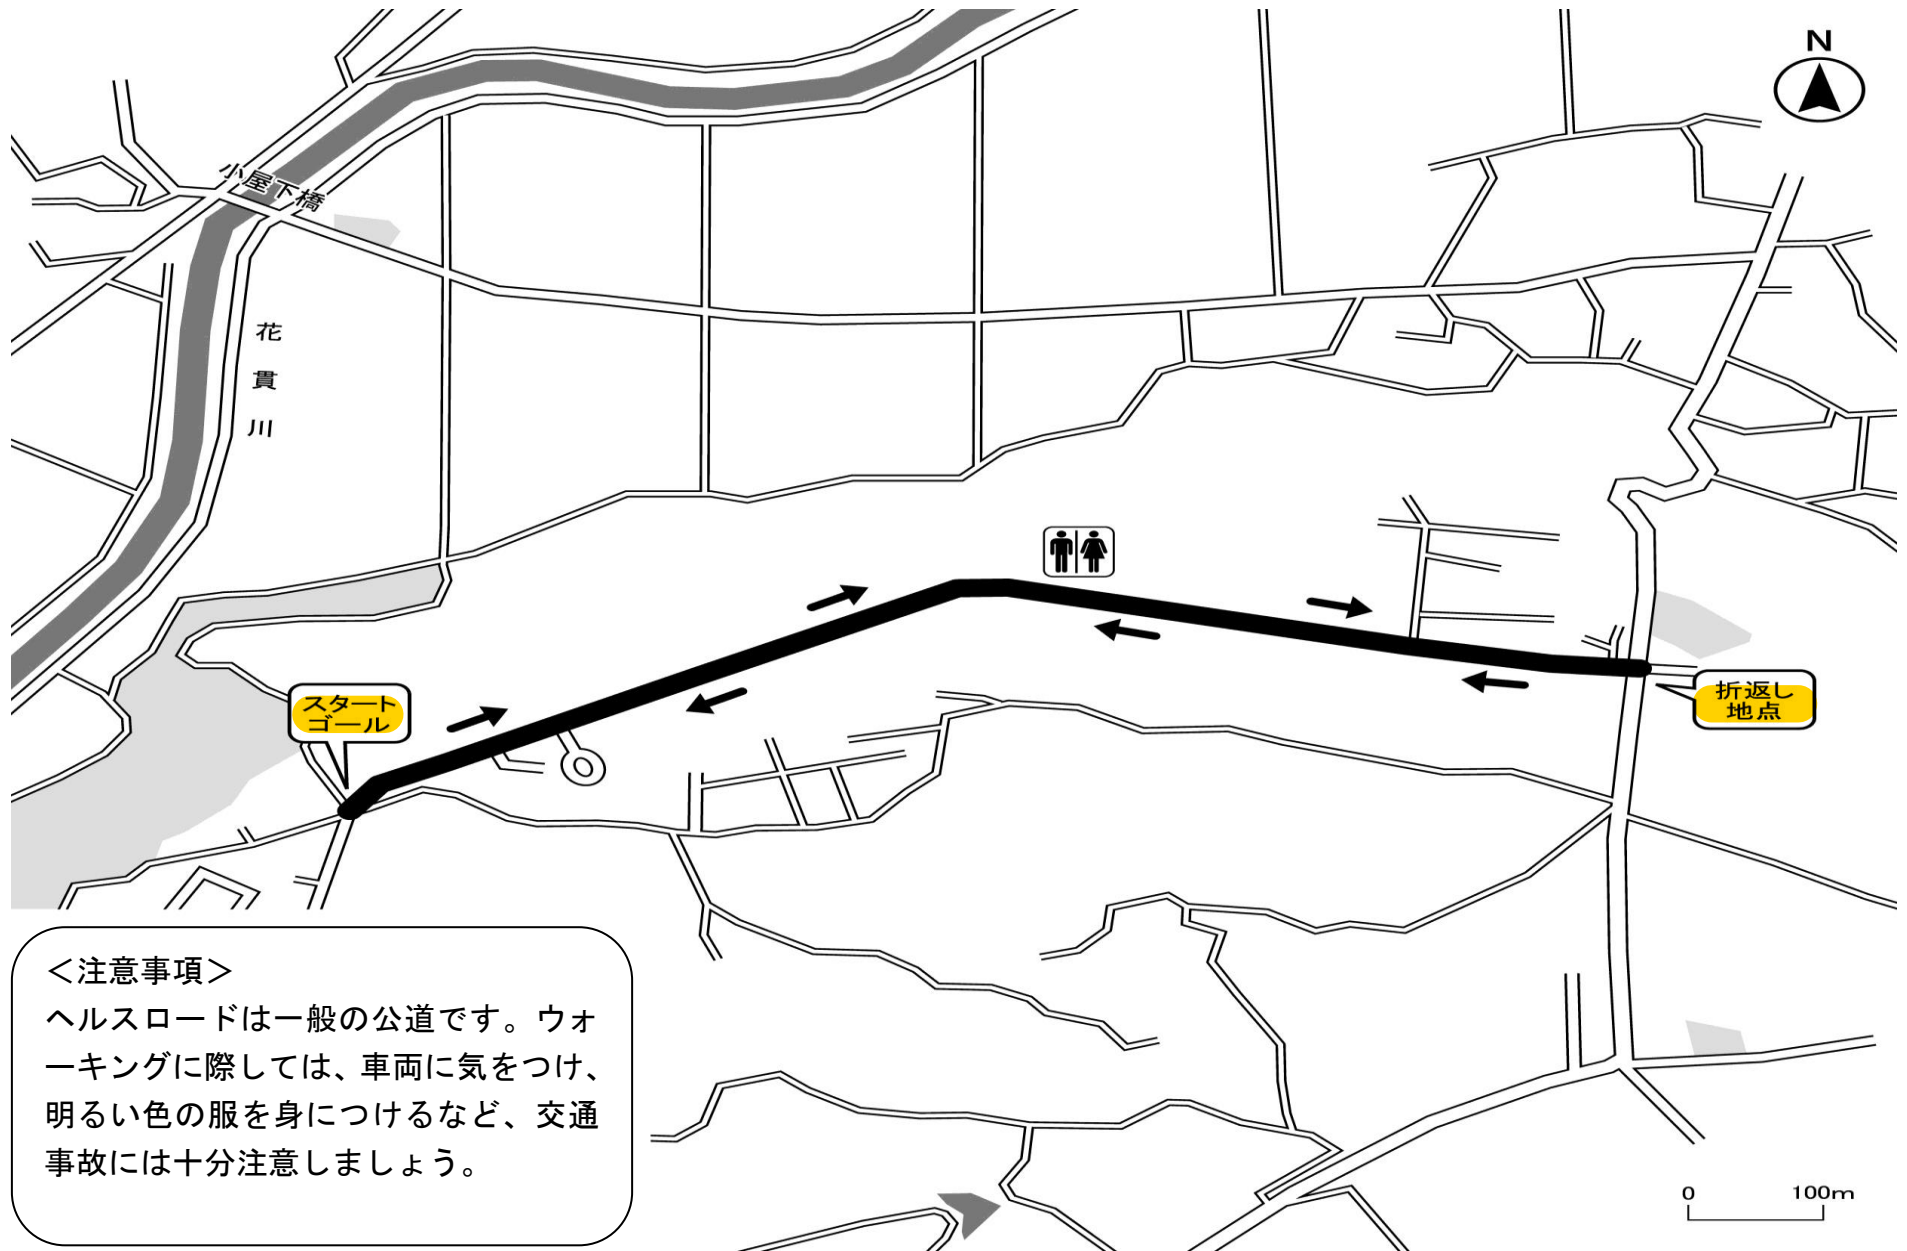 N
小屋下橋
花貫川
スタート
ゴール
折返し
地点
＜注意事項＞
ヘルスロードは一般の公道です。ウォ
ーキングに際しては、車両に気をつけ、
明るい色の服を身につけるなど、交通
事故には十分注意しましょう。
0 100m